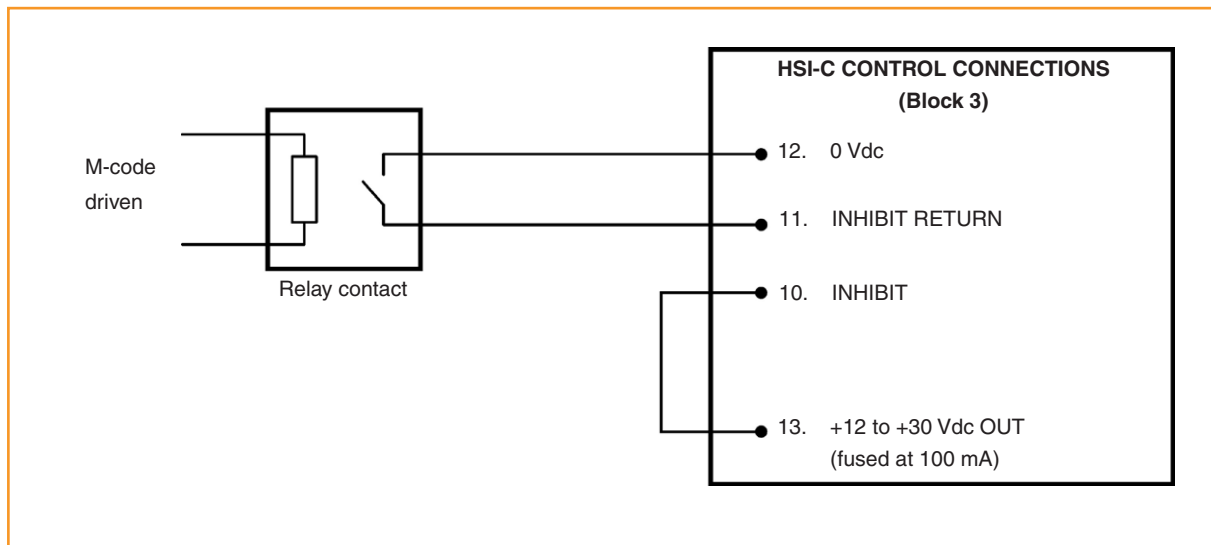 HSI-C CONTROL CONNECTIONS
(Block 3)
12. 0 Vdc
M-code
driven
11. INHIBIT RETURN
Relay contact
10. INHIBIT
13. +12 to +30 Vdc OUT
(fused at 100 mA)